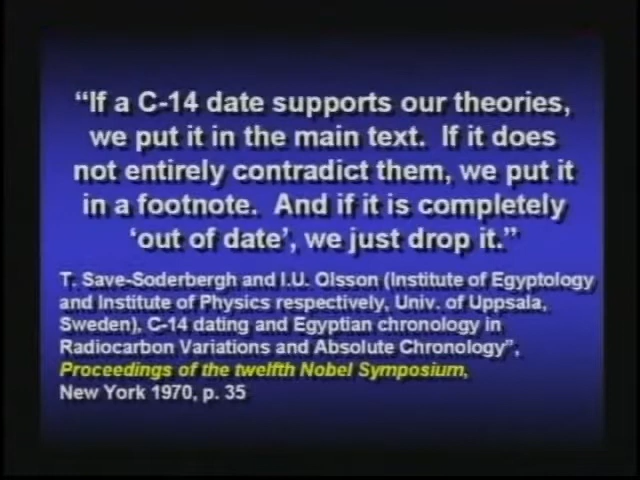 “If a C-14 date supports our theories,
we put it in the main text.  If it does
not entirely contradict them, we put it
in a footnote.  And if it is completely
‘out of date’, we just drop it.”
T. Save-Soderbergh and I.U. Olsson (Institute of Egyptology
and Institute of Physics respectively, Univ. of Uppsala,
Sweden), C-14 dating and Egyptian chronology in
Radiocarbon Variations and Absolute Chronology”,
Proceedings of the twelfth Nobel Symposium,
New York 1970, p. 35